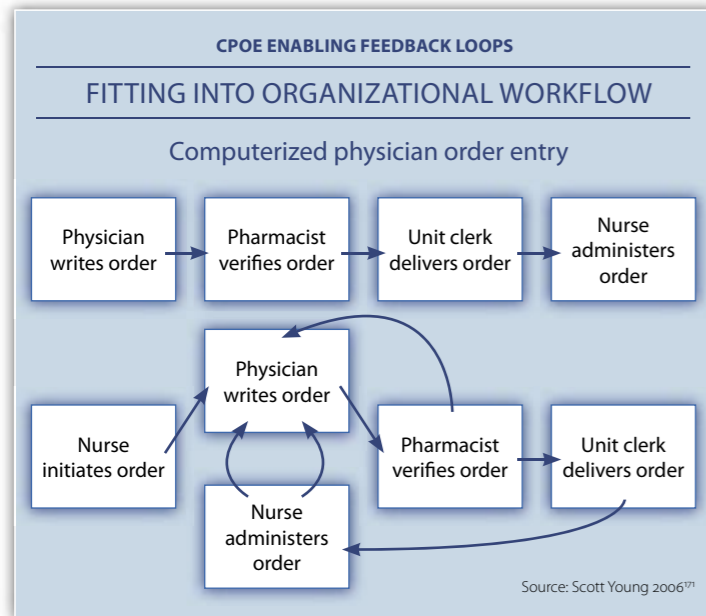 CPOE ENABLING FEEDBACK LOOPS
FITTING INTO ORGANIZATIONAL WORKFLOW
Computerized physician order entry
Physician
writes order
Pharmacist
verifies order
Unit clerk
delivers order
Nurse
administers
order
Physician
writes order
Nurse
initiates order
Pharmacist
verifies order
Unit clerk
delivers order
Nurse
administers
order
Source: Scott Young 2006¹⁷¹